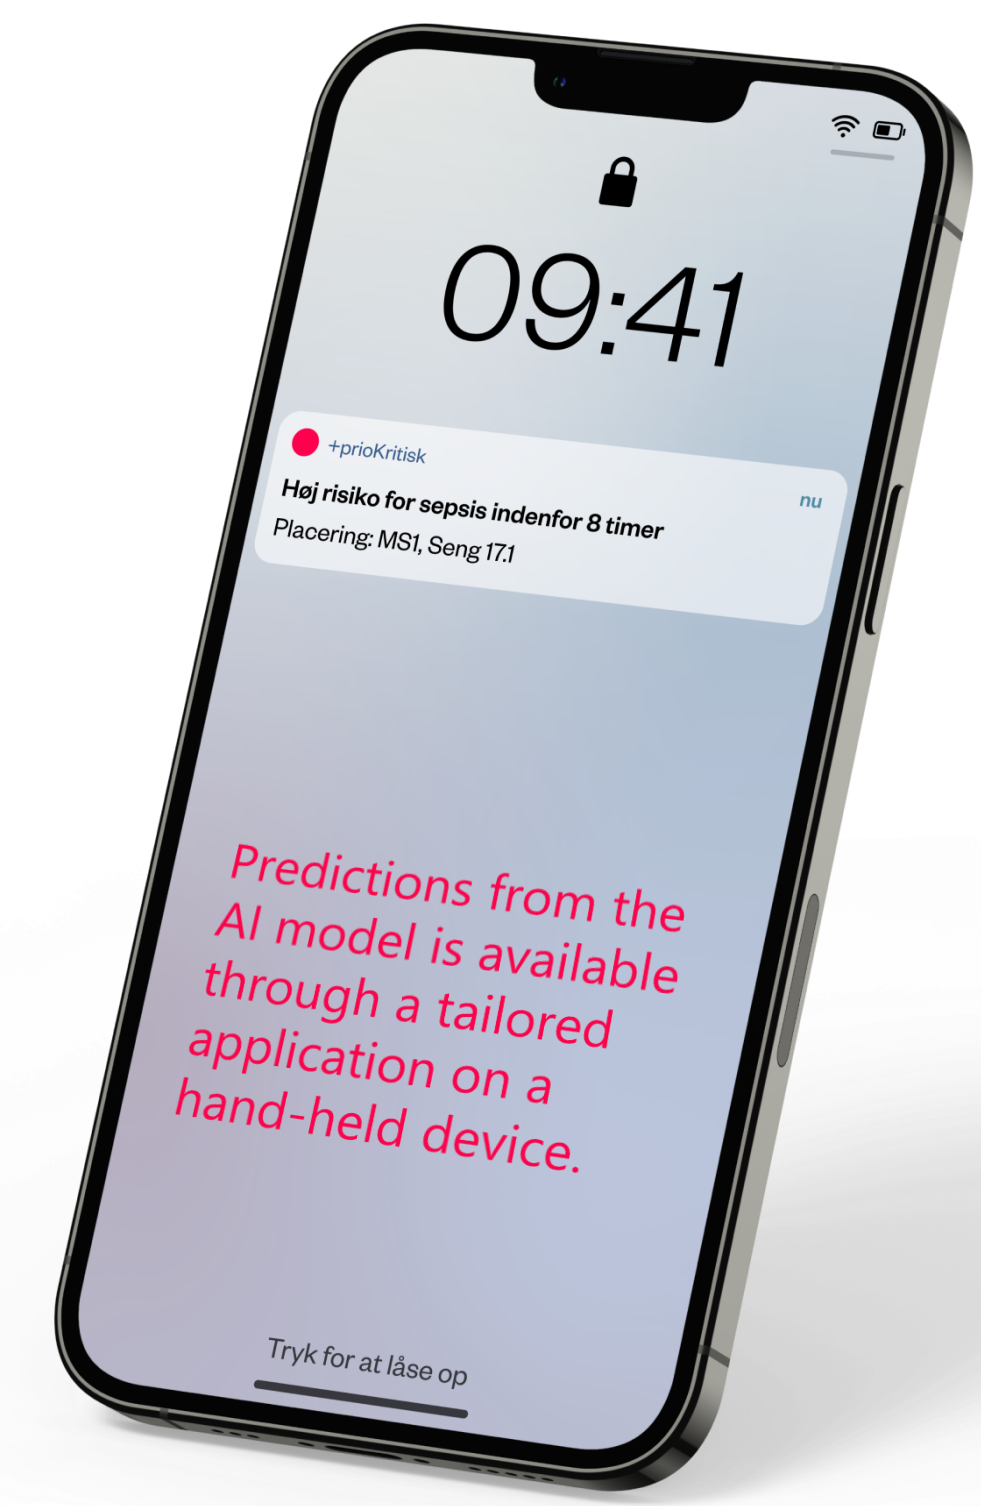 09:41
+prioKritisk
nu
Høj risiko for sepsis indenfor 8 timer
Placering: MS1, Seng 17.1
Predictions from the
AI model is available
through a tailored
application on a
hand-held device.
Tryk for at låse op